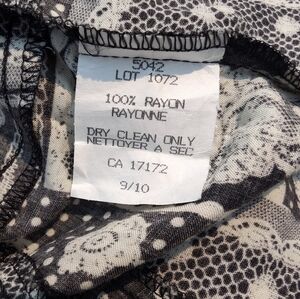 5042
LOT 1072
100% RAYON
RAYONNE
DRY CLEAN ONLY
NETTOYER A SEC
CA 17172
9/10